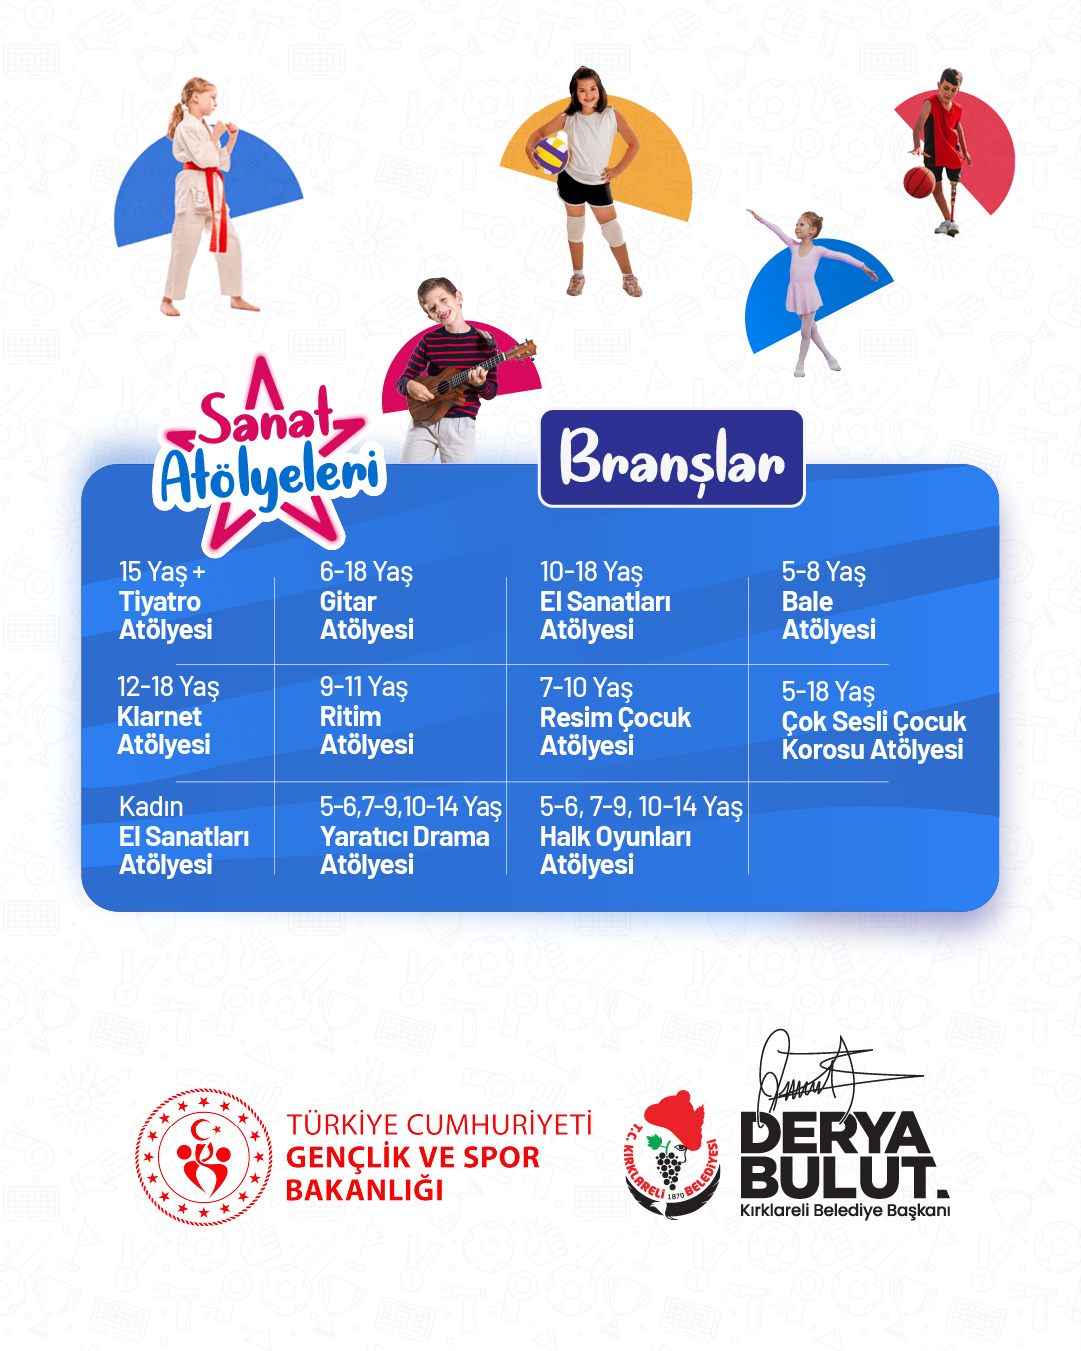 Sanat
Atölyeleri
Branşlar
15 Yaş +
Tiyatro
Atölyesi
6-18 Yaş
Gitar
Atölyesi
10-18 Yaş
El Sanatları
Atölyesi
5-8 Yaş
Bale
Atölyesi
12-18 Yaş
Klarnet
Atölyesi
9-11 Yaş
Ritim
Atölyesi
7-10 Yaş
Resim Çocuk
Atölyesi
5-18 Yaş
Çok Sesli Çocuk
Korosu Atölyesi
Kadın
El Sanatları
Atölyesi
5-6,7-9,10-14 Yaş
Yaratıcı Drama
Atölyesi
5-6, 7-9, 10-14 Yaş
Halk Oyunları
Atölyesi
TÜRKİYE CUMHURİYETİ
GENÇLİK VE SPOR
BAKANLIĞI
T.C. KIRKLARELİ BELEDİYESİ
1870
DERYA
BULUT.
Kırklareli Belediye Başkanı